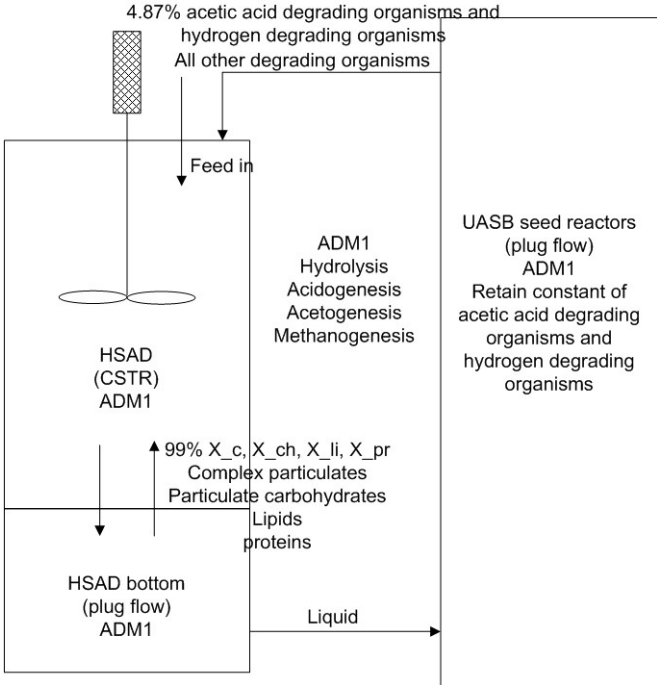 4.87% acetic acid degrading organisms and
hydrogen degrading organisms
All other degrading organisms
Feed in
ADM1
Hydrolysis
Acidogenesis
Acetogenesis
Methanogenesis
UASB seed reactors
(plug flow)
ADM1
Retain constant of
acetic acid degrading
organisms and
hydrogen degrading
organisms
HSAD
(CSTR)
ADM1
99% X_c, X_ch, X_li, X_pr
Complex particulates
Particulate carbohydrates
Lipids
proteins
HSAD bottom
(plug flow)
ADM1
Liquid